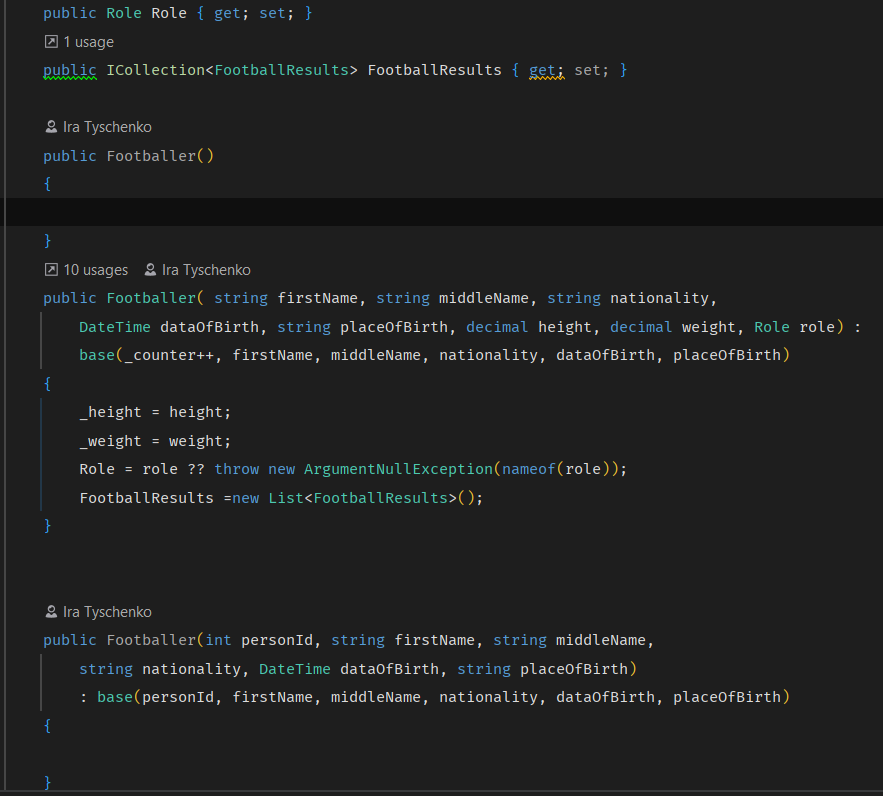 public Role Role { get; set; }
1 usage
public ICollection<FootballResults> FootballResults { get; set; }
Ira Tyschenko
public Footballer()
{
}
10 usages Ira Tyschenko
public Footballer( string firstName, string middleName, string nationality,
DateTime dataOfBirth, string placeOfBirth, decimal height, decimal weight, Role role) :
base(_counter++, firstName, middleName, nationality, dataOfBirth, placeOfBirth)
{
_height = height;
_weight = weight;
Role = role ?? throw new ArgumentNullException(nameof(role));
FootballResults =new List<FootballResults>();
}
Ira Tyschenko
public Footballer(int personId, string firstName, string middleName,
string nationality, DateTime dataOfBirth, string placeOfBirth)
: base(personId, firstName, middleName, nationality, dataOfBirth, placeOfBirth)
{
}